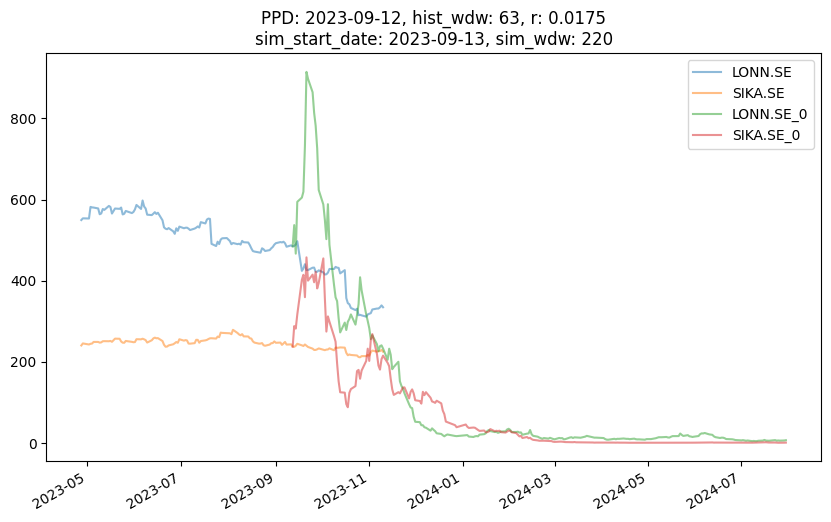 PPD: 2023-09-12, hist_wdw: 63, r: 0.0175
sim_start_date: 2023-09-13, sim_wdw: 220
LONN.SE
SIKA.SE
LONN.SE_0
SIKA.SE_0
800
600
400
200
0
2023-05
2023-07
2023-09
2023-11
2024-01
2024-03
2024-05
2024-07